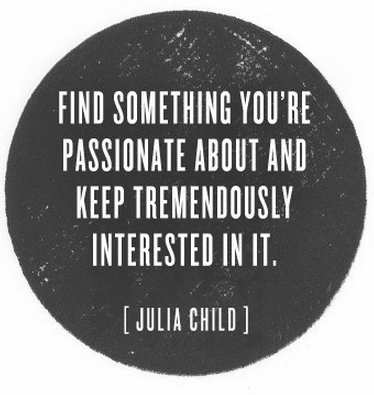 FIND SOMETHING YOU'RE
PASSIONATE ABOUT AND
KEEP TREMENDOUSLY
INTERESTED IN IT.
[ JULIA CHILD ]